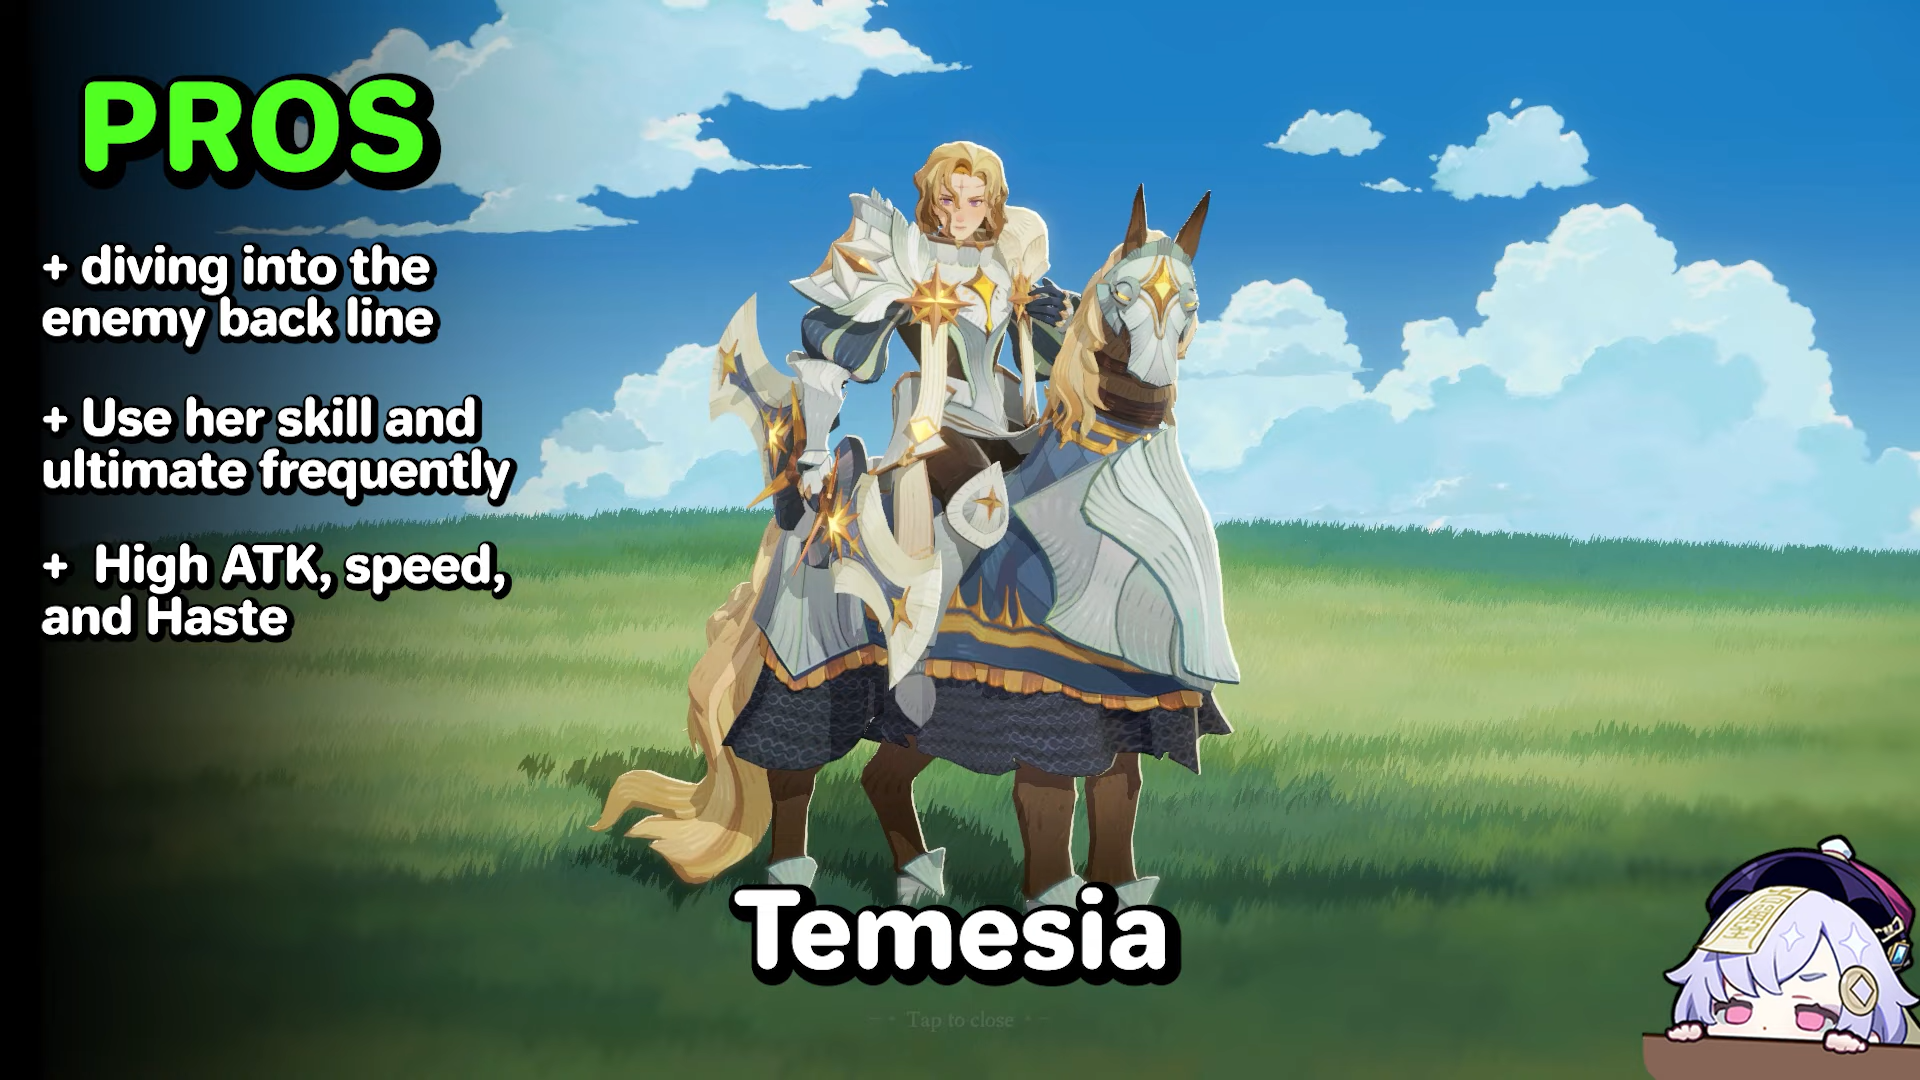 PROS
+ diving into the
enemy back line
+ Use her skill and
ultimate frequently
+ High ATK, speed,
and Haste
Temesia
Tap to close